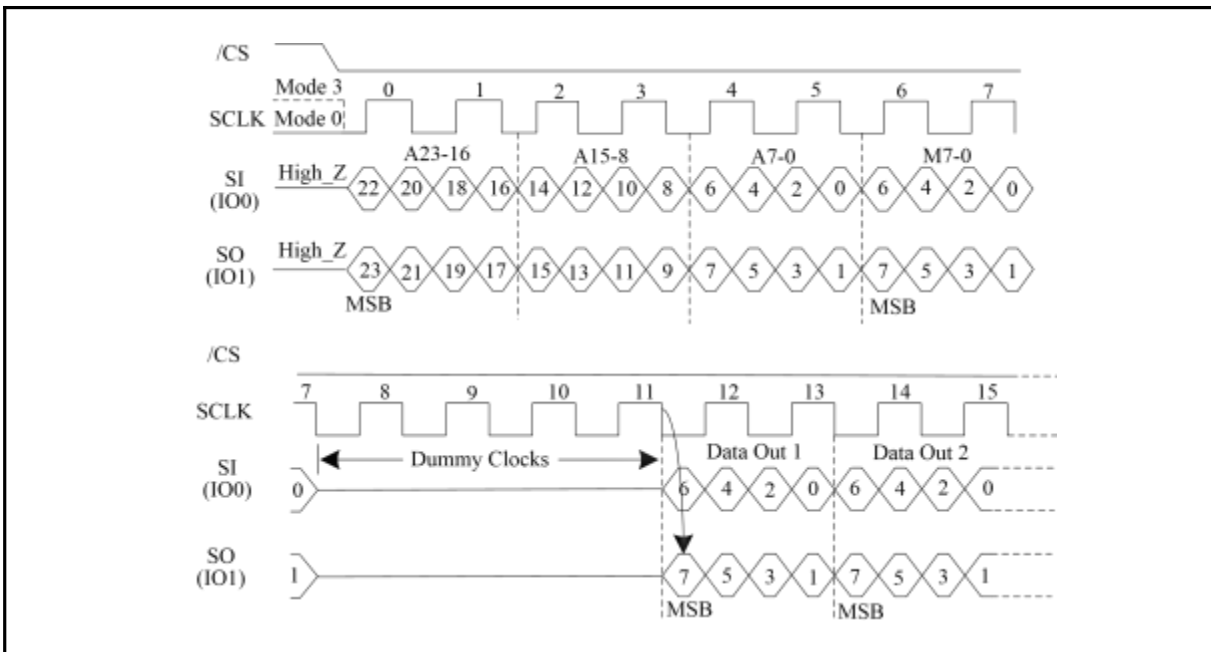 /CS
Mode 3
0 1 2 3 4 5 6 7
SCLK Mode 0
A23-16 A15-8 A7-0 M7-0
SI
(IO0)
High_Z
22 20 18 16 14 12 10 8 6 4 2 0 6 4 2 0
SO
(IO1)
High_Z
23 21 19 17 15 13 11 9 7 5 3 1 7 5 3 1
MSB MSB
/CS
7 8 9 10 11 12 13 14 15
SCLK
Dummy Clocks Data Out 1 Data Out 2
SI
(IO0)
0 6 4 2 0 6 4 2 0
SO
(IO1)
1 7 5 3 1 7 5 3 1
MSB MSB